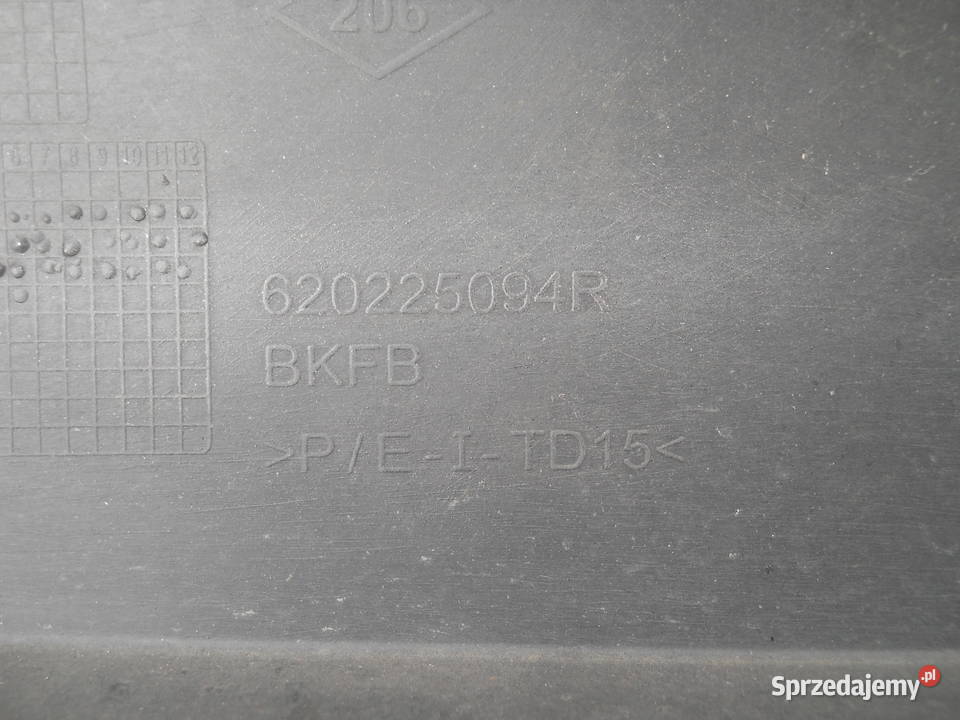 206
6 7 8 9 10 11 12
620225094R
BKFB
>P/E-I-TD15<
Sprzedajemy.pl